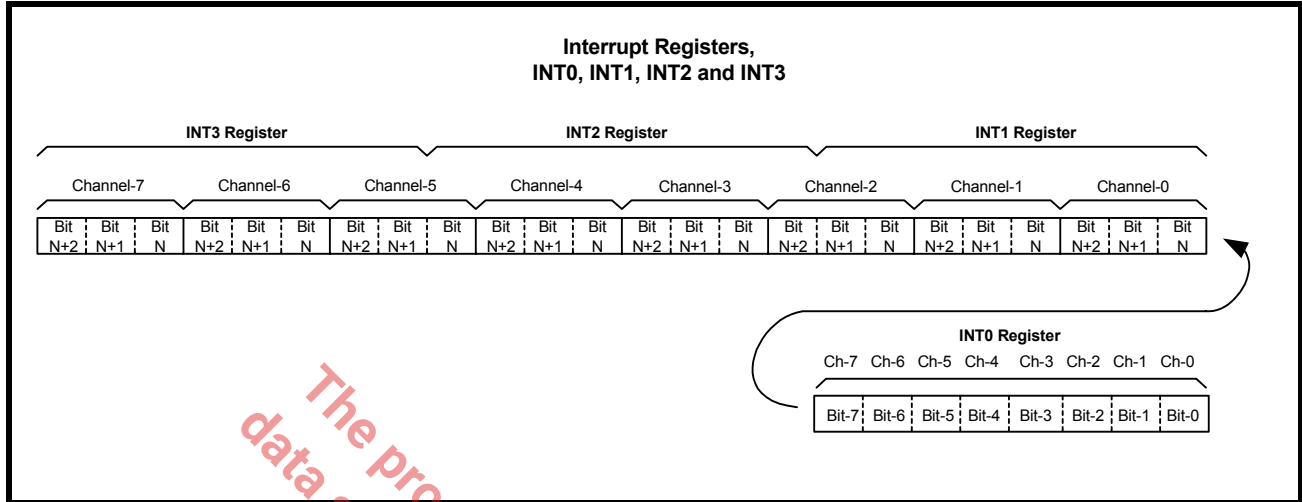 Interrupt Registers,
INT0, INT1, INT2 and INT3
INT3 Register INT2 Register INT1 Register
Channel-7 Channel-6 Channel-5 Channel-4 Channel-3 Channel-2 Channel-1 Channel-0
Bit Bit Bit Bit Bit Bit Bit Bit Bit Bit Bit Bit Bit Bit Bit Bit Bit Bit Bit Bit Bit Bit Bit Bit
N+2 N+1 N N+2 N+1 N N+2 N+1 N N+2 N+1 N N+2 N+1 N N+2 N+1 N N+2 N+1 N N+2 N+1 N
INT0 Register
Ch-7 Ch-6 Ch-5 Ch-4 Ch-3 Ch-2 Ch-1 Ch-0
Bit-7 Bit-6 Bit-5 Bit-4 Bit-3 Bit-2 Bit-1 Bit-0
The
data